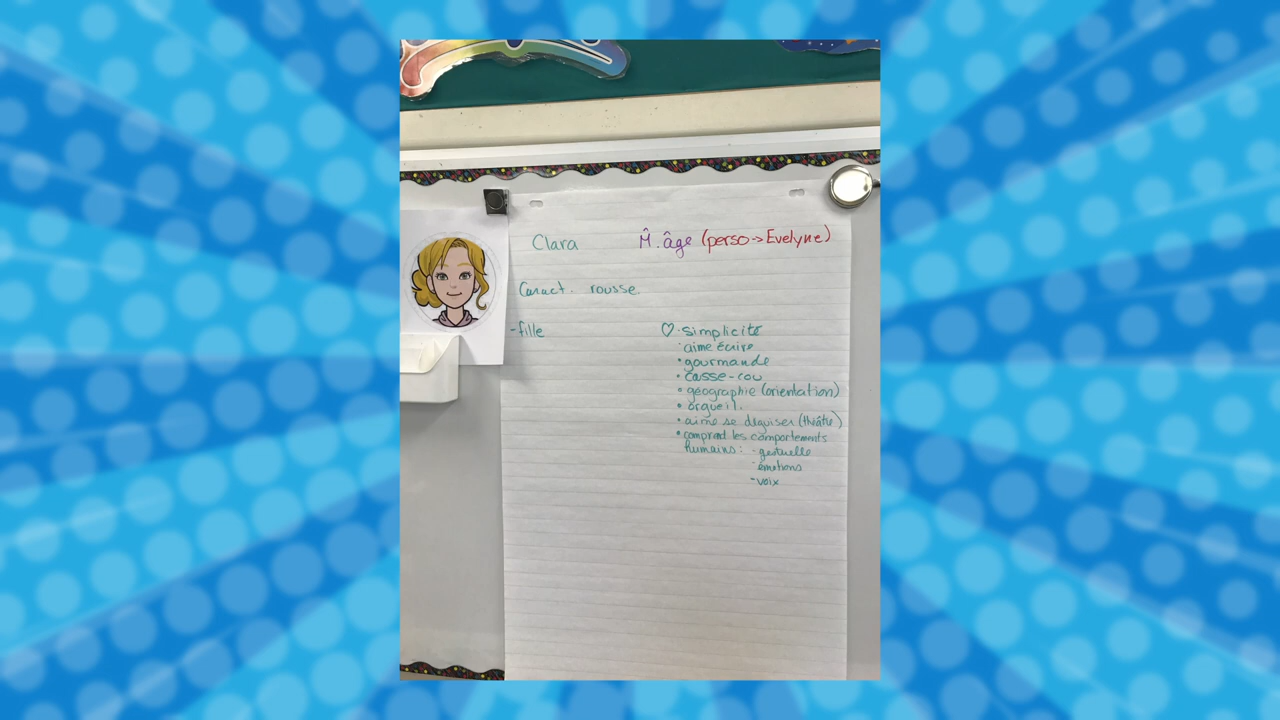 Clara M̂.âge (perso->Evelyne)
Caract. rousse.
-fille
♡•simplicité
•aime écrire
•gourmande
•casse-cou
•géographie (orientation)
•orgueil.
•aime se déguiser (théâtre)
•comprend les comportements
humains: -gestuelle
-émotions
-voix